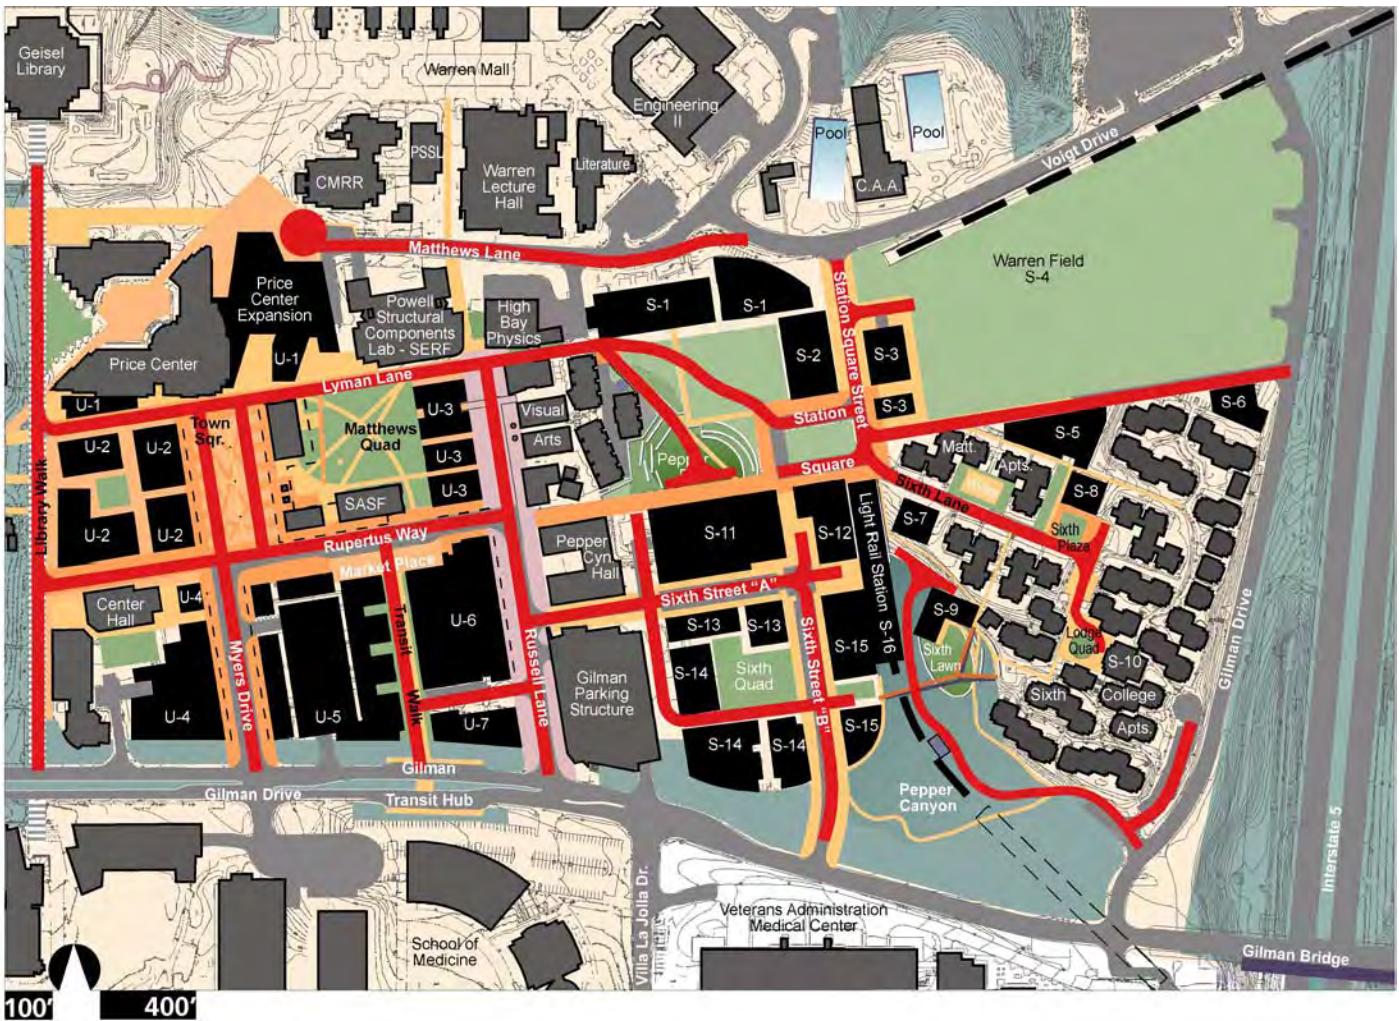 Geisel
Library
Warren Mall
Engineering
II
Pool
Pool
C.A.A.
Voigt Drive
PSSL
CMRR
Warren
Lecture
Hall
Literature
Matthews Lane
Warren Field
S-4
Price
Center
Expansion
Powell
Structural
Components
Lab - SERF
High
Bay
Physics
S-1
S-1
Station Square Street
S-2
S-3
S-3
Price Center
U-1
Lyman Lane
U-1
Town
Sqr.
Matthews
Quad
U-3
U-3
U-3
Visual
Arts
Station
Square
S-5
S-6
Matt.
Apts.
U-2
U-2
U-2
U-2
Library Walk
SASF
Sixth Lane
S-8
S-7
Sixth
Plaze
Rupertus Way
Market Place
Pepper
Cyn.
Hall
S-11
S-12
Light Rail Station S-16
Center
Hall
U-4
Sixth Street "A"
S-9
U-6
Transit
Walk
S-13
S-13
Sixth
Lawn
Lodge
Quad
S-10
Gilman Drive
Myers Drive
Russell Lane
Gilman
Parking
Structure
S-14
Sixth
Quad
Sixth Street "B"
S-15
Sixth
College
Apts.
U-4
U-5
U-7
S-14
S-14
S-15
Gilman
Transit Hub
Gilman Drive
Pepper
Canyon
Interstate 5
Villa La Jolla Dr.
Veterans Administration
Medical Center
School of
Medicine
Gilman Bridge
100'
400'